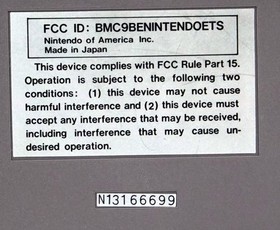 FCC ID: BMC9BENINTENDOETS
Nintendo of America Inc.
Made in Japan
This device complies with FCC Rule Part 15.
Operation is subject to the following two
conditions: (1) this device may not cause
harmful interference and (2) this device must
accept any interference that may be received,
including interference that may cause un-
desired operation.
N13166699